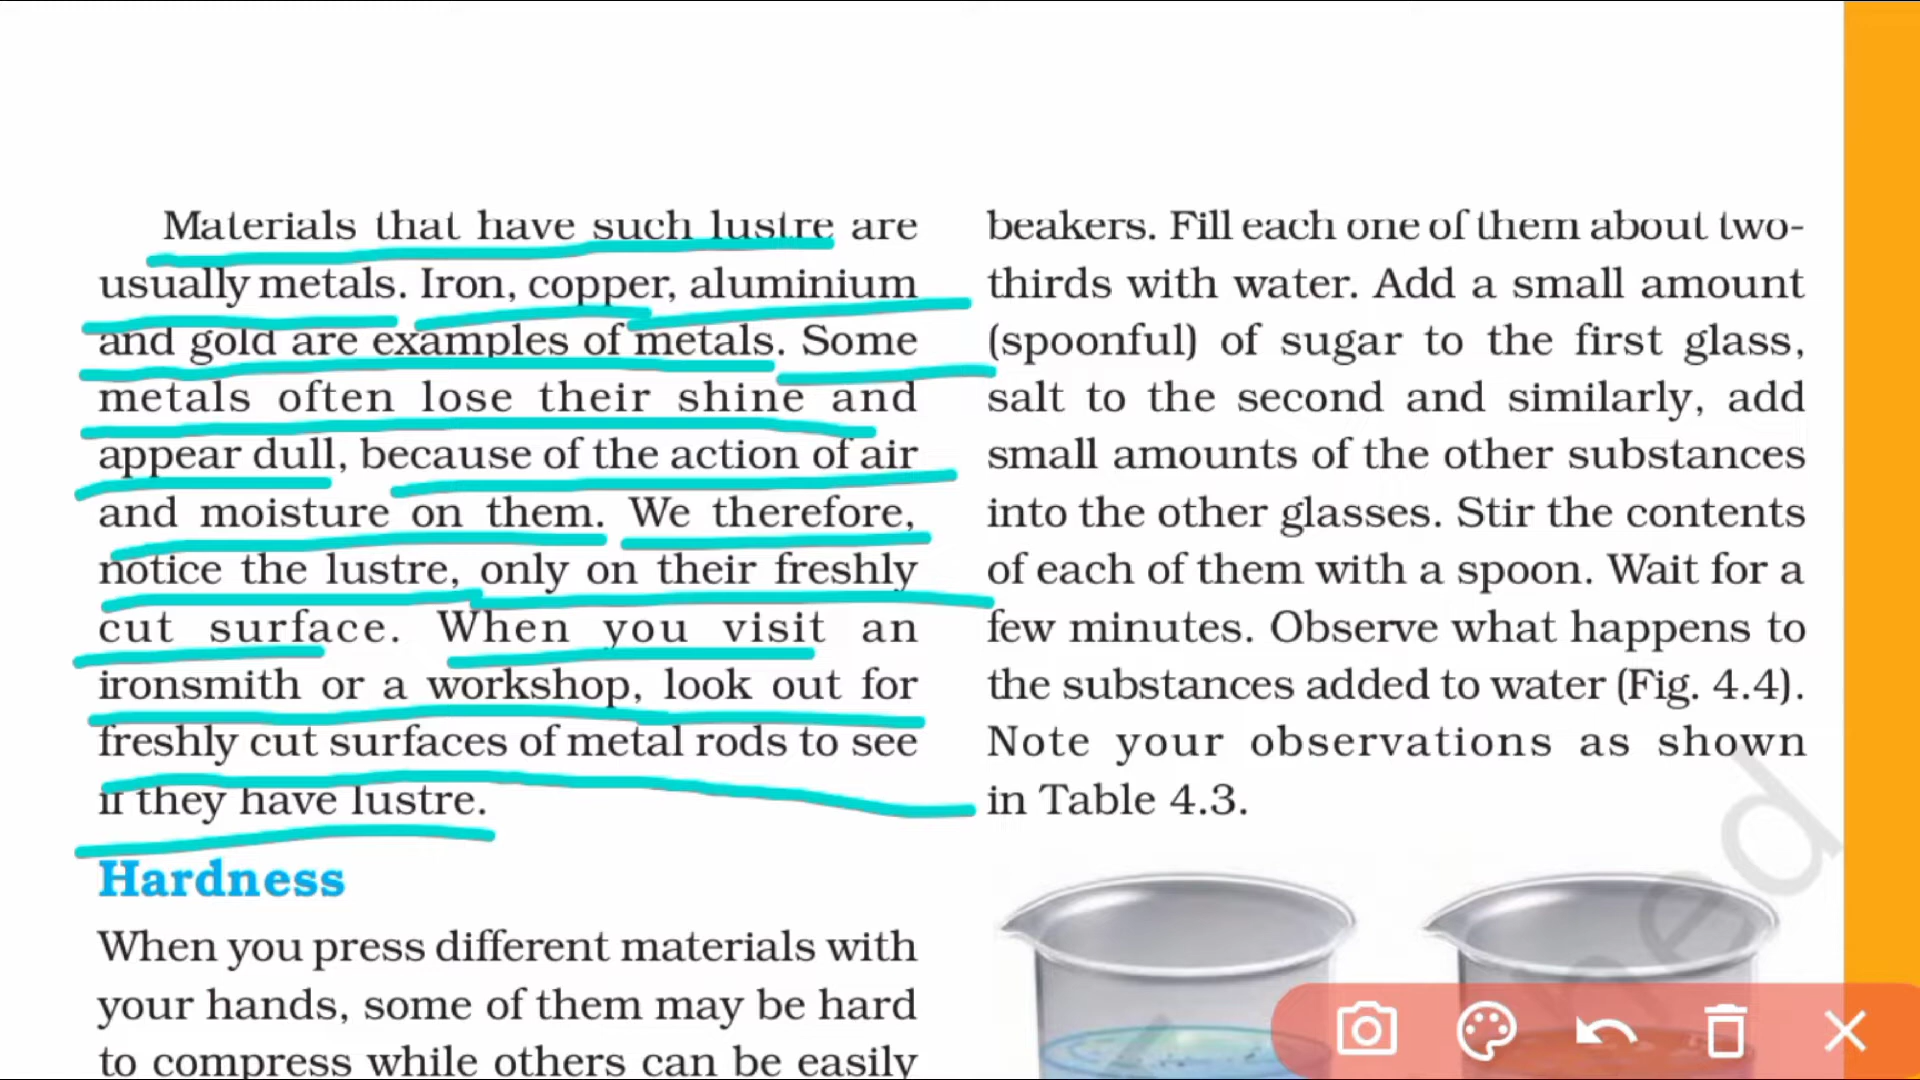 Materials that have such lustre are
usually metals. Iron, copper, aluminium
and gold are examples of metals. Some
metals often lose their shine and
appear dull, because of the action of air
and moisture on them. We therefore,
notice the lustre, only on their freshly
cut surface. When you visit an
ironsmith or a workshop, look out for
freshly cut surfaces of metal rods to see
if they have lustre.
Hardness
When you press different materials with
your hands, some of them may be hard
to compress while others can be easily
beakers. Fill each one of them about two-
thirds with water. Add a small amount
(spoonful) of sugar to the first glass,
salt to the second and similarly, add
small amounts of the other substances
into the other glasses. Stir the contents
of each of them with a spoon. Wait for a
few minutes. Observe what happens to
the substances added to water (Fig. 4.4).
Note your observations as shown
in Table 4.3.